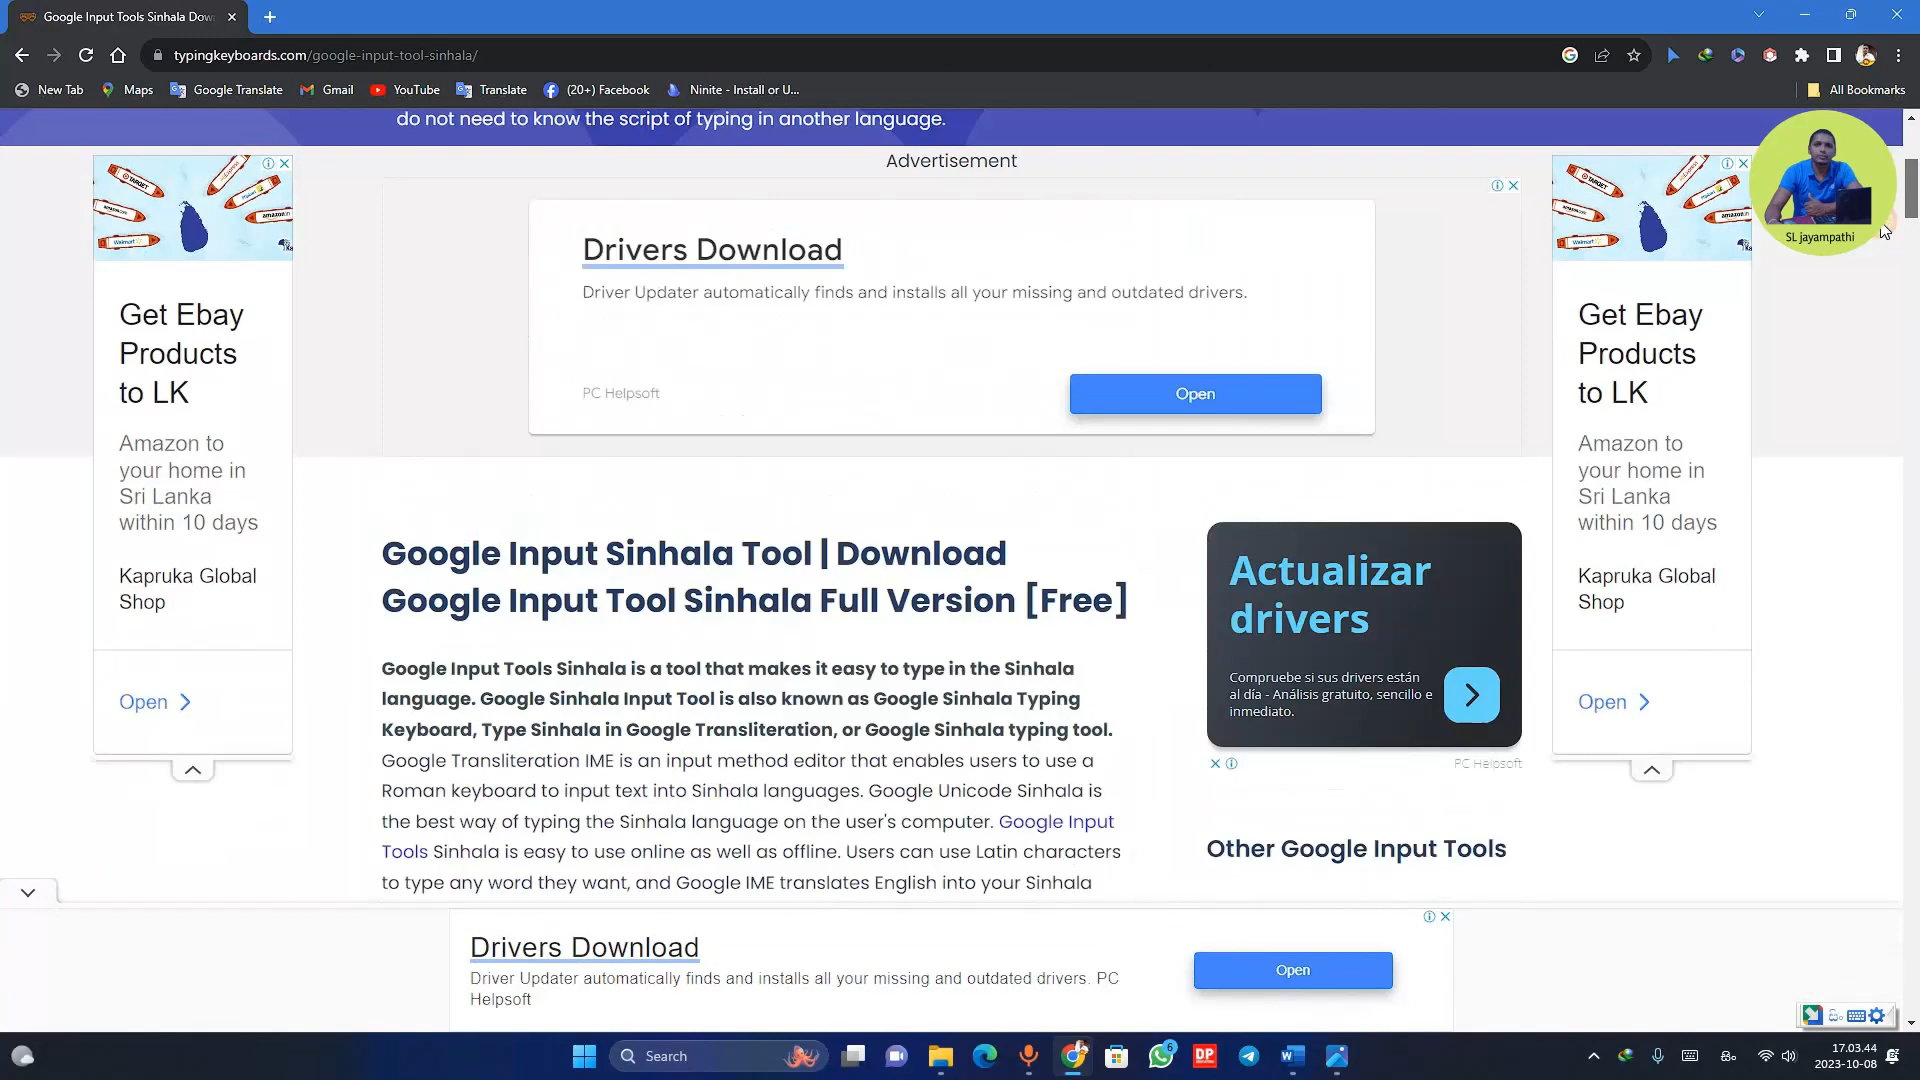 Google Input Tools Sinhala Dow
typingkeyboards.com/google-input-tool-sinhala/
New Tab
Maps
Google Translate
Gmail
YouTube
Translate
(20+) Facebook
Ninite - Install or U...
All Bookmarks
do not need to know the script of typing in another language.
Advertisement
SL jayampathi
Drivers Download
Driver Updater automatically finds and installs all your missing and outdated drivers.
PC Helpsoft
Open
Get Ebay
Products
to LK
Amazon to
your home in
Sri Lanka
within 10 days
Kapruka Global
Shop
Open
Get Ebay
Products
to LK
Amazon to
your home in
Sri Lanka
within 10 days
Kapruka Global
Shop
Open
Google Input Sinhala Tool | Download
Google Input Tool Sinhala Full Version [Free]
Google Input Tools Sinhala is a tool that makes it easy to type in the Sinhala
language. Google Sinhala Input Tool is also known as Google Sinhala Typing
Keyboard, Type Sinhala in Google Transliteration, or Google Sinhala typing tool.
Google Transliteration IME is an input method editor that enables users to use a
Roman keyboard to input text into Sinhala languages. Google Unicode Sinhala is
the best way of typing the Sinhala language on the user's computer. Google Input
Tools Sinhala is easy to use online as well as offline. Users can use Latin characters
to type any word they want, and Google IME translates English into your Sinhala
Actualizar
drivers
Compruebe si sus drivers están
al día - Análisis gratuito, sencillo e
inmediato.
PC Helpsoft
Other Google Input Tools
Drivers Download
Driver Updater automatically finds and installs all your missing and outdated drivers. PC
Helpsoft
Open
Search
6
DP
17.03.44
2023-10-08